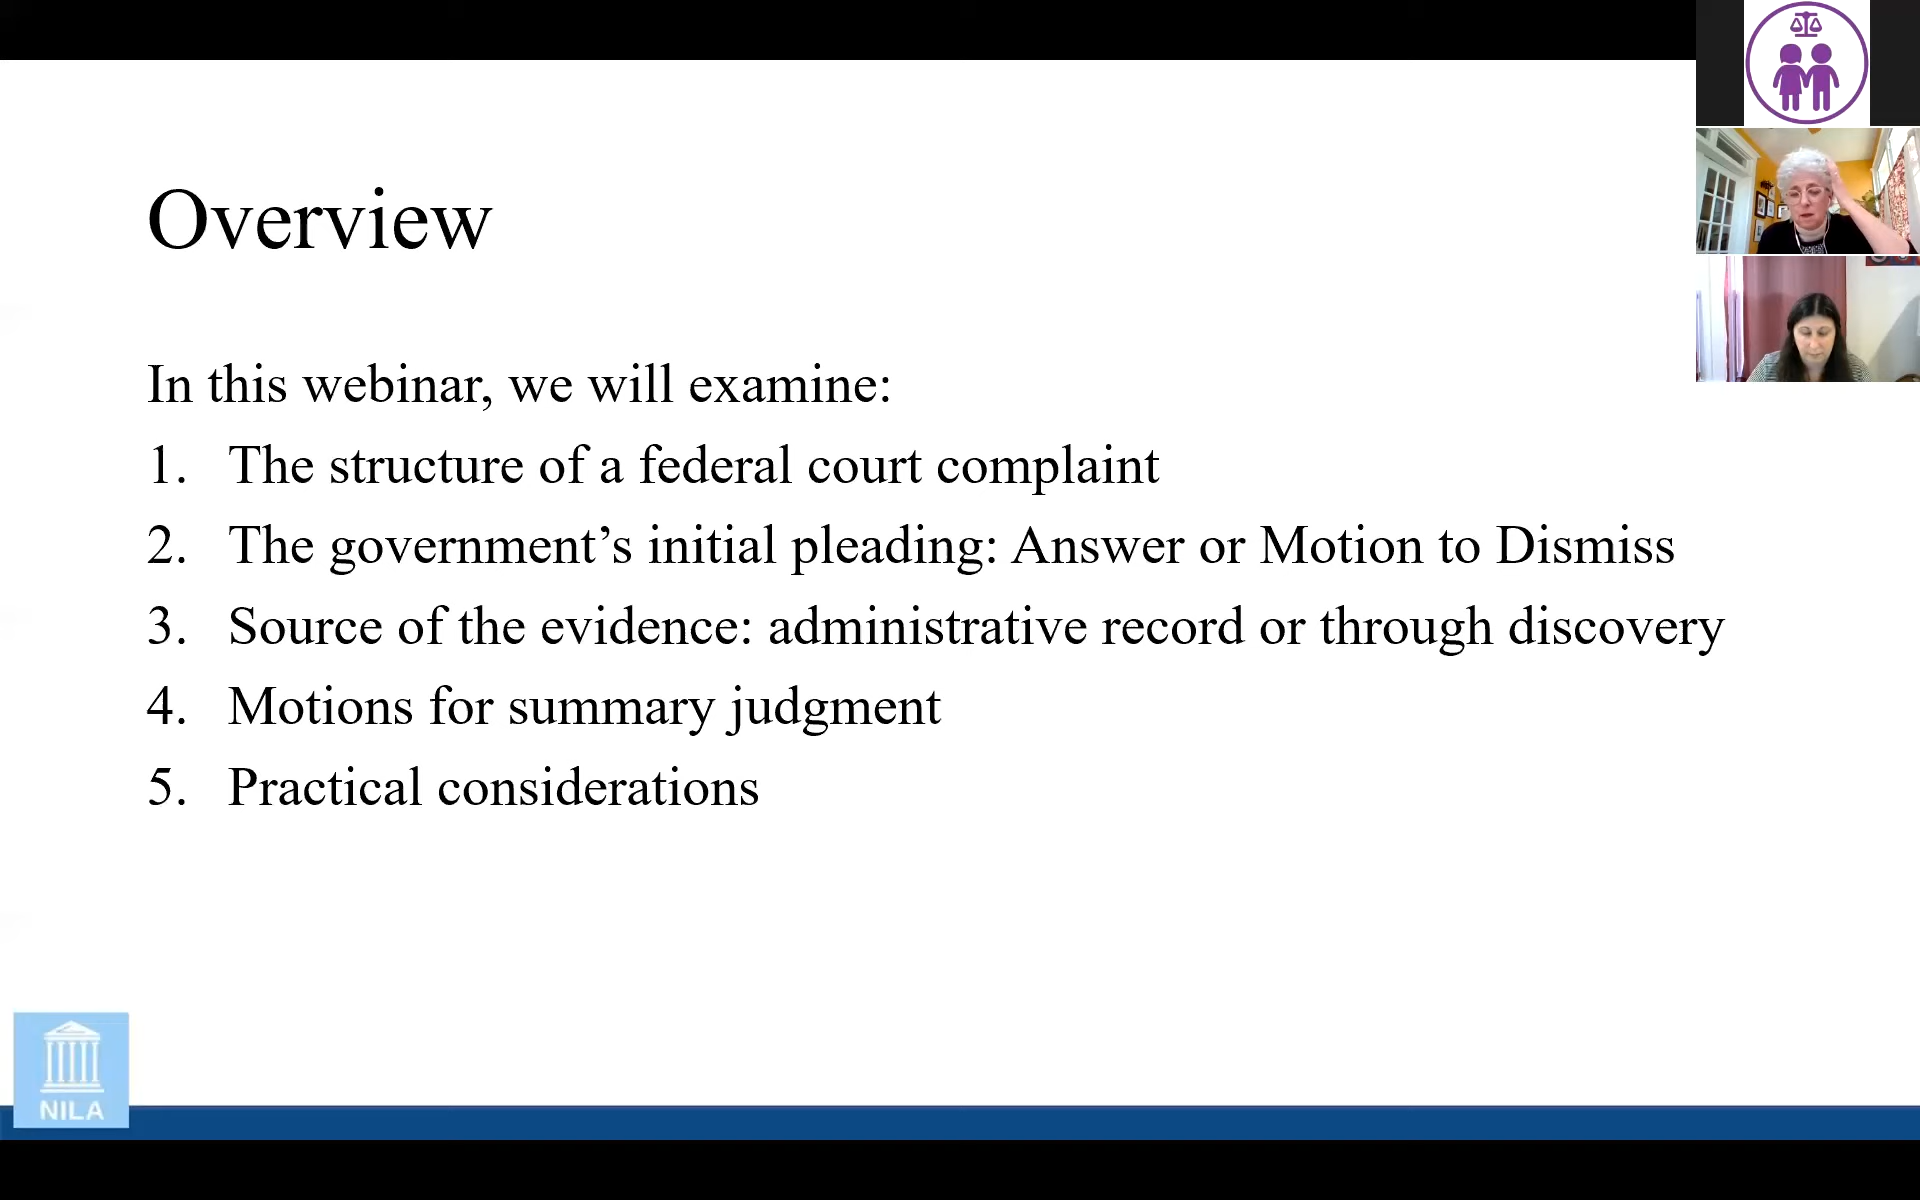 Overview
In this webinar, we will examine:
1. The structure of a federal court complaint
2. The government’s initial pleading: Answer or Motion to Dismiss
3. Source of the evidence: administrative record or through discovery
4. Motions for summary judgment
5. Practical considerations
NILA